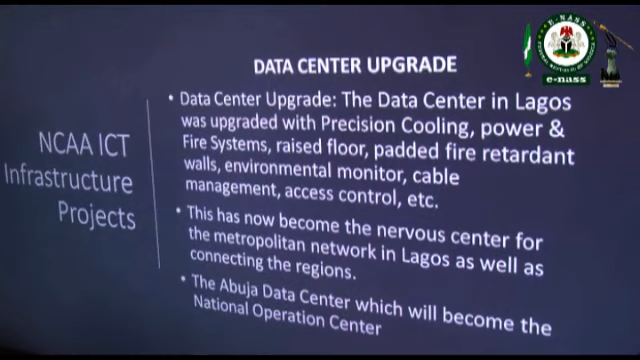 DATA CENTER UPGRADE
NCAA ICT
Infrastructure
Projects
• Data Center Upgrade: The Data Center in Lagos
was upgraded with Precision Cooling, power &
Fire Systems, raised floor, padded fire retardant
walls, environmental monitor, cable
management, access control, etc.
• This has now become the nervous center for
the metropolitan network in Lagos as well as
connecting the regions.
• The Abuja Data Center which will become the
National Operation Center
E-NASS
e-nass